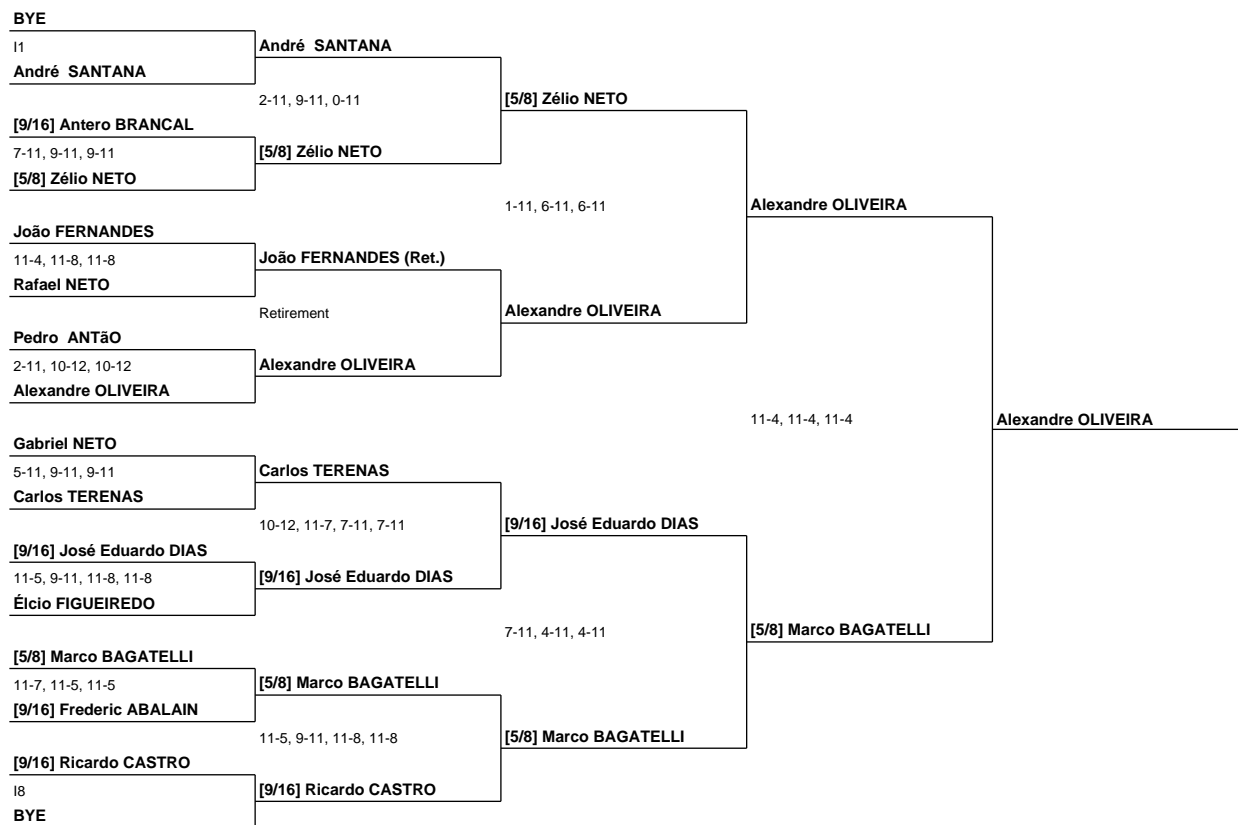 BYE
I1
André  SANTANA
André  SANTANA
2-11, 9-11, 0-11
[5/8] Zélio NETO
[9/16] Antero BRANCAL
7-11, 9-11, 9-11
[5/8] Zélio NETO
[5/8] Zélio NETO
1-11, 6-11, 6-11
Alexandre OLIVEIRA
João FERNANDES
11-4, 11-8, 11-8
João FERNANDES (Ret.)
Rafael NETO
Retirement
Alexandre OLIVEIRA
Pedro  ANTãO
2-11, 10-12, 10-12
Alexandre OLIVEIRA
Alexandre OLIVEIRA
11-4, 11-4, 11-4
Alexandre OLIVEIRA
Gabriel NETO
5-11, 9-11, 9-11
Carlos TERENAS
Carlos TERENAS
10-12, 11-7, 7-11, 7-11
[9/16] José Eduardo DIAS
[9/16] José Eduardo DIAS
11-5, 9-11, 11-8, 11-8
[9/16] José Eduardo DIAS
Élcio FIGUEIREDO
7-11, 4-11, 4-11
[5/8] Marco BAGATELLI
[5/8] Marco BAGATELLI
11-7, 11-5, 11-5
[5/8] Marco BAGATELLI
[9/16] Frederic ABALAIN
11-5, 9-11, 11-8, 11-8
[5/8] Marco BAGATELLI
[9/16] Ricardo CASTRO
I8
[9/16] Ricardo CASTRO
BYE